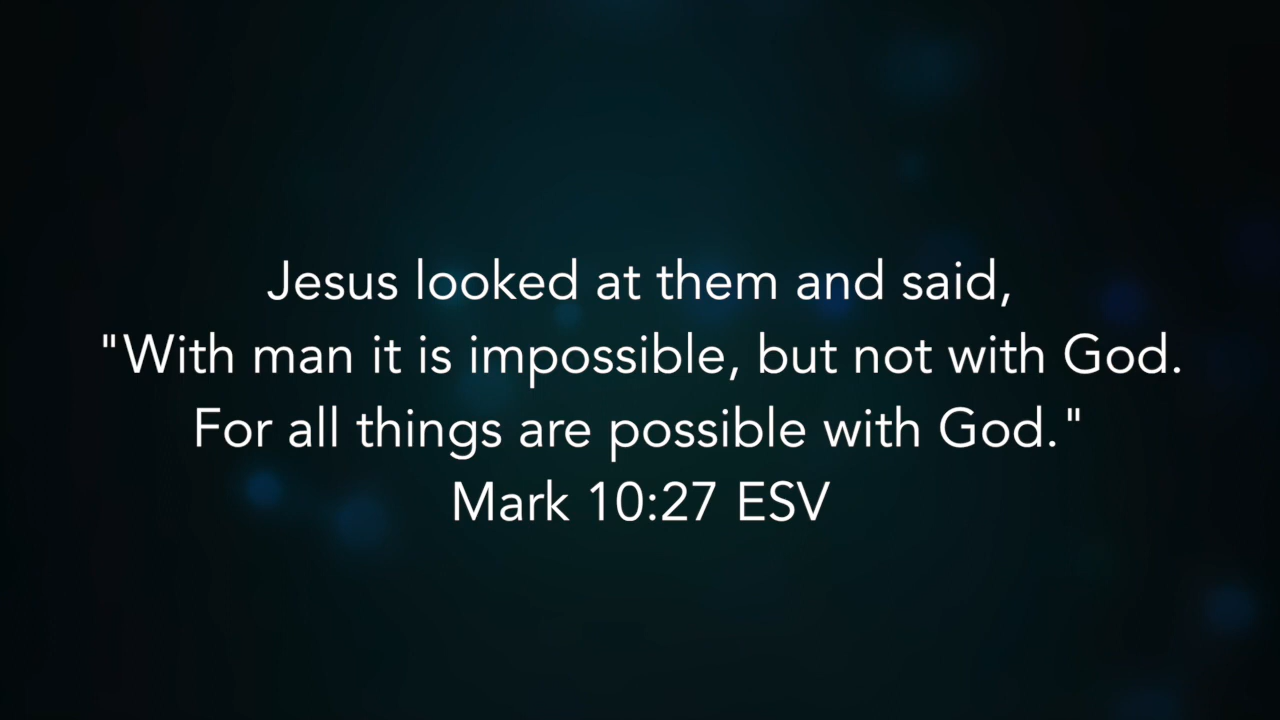 Jesus looked at them and said,
"With man it is impossible, but not with God.
For all things are possible with God."
Mark 10:27 ESV